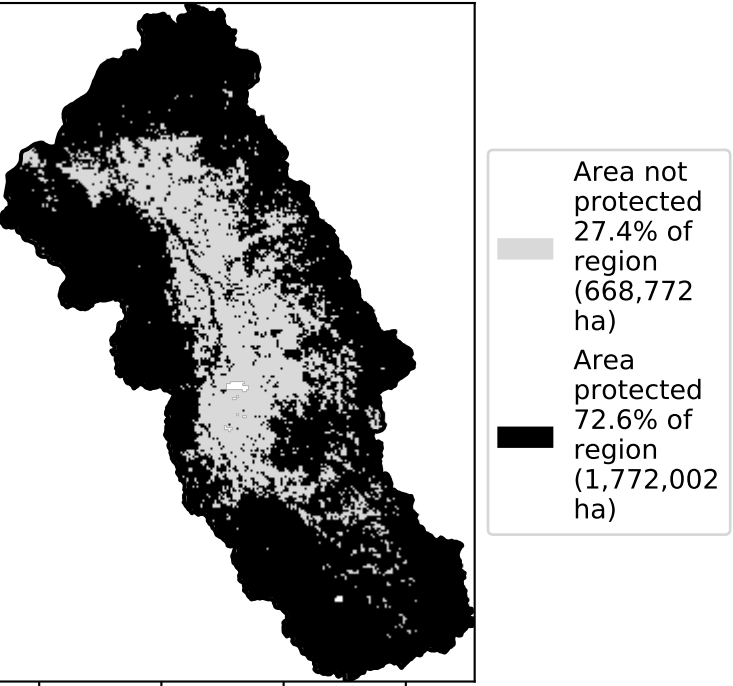 Area not
protected
27.4% of
region
(668,772
ha)
Area
protected
72.6% of
region
(1,772,002
ha)